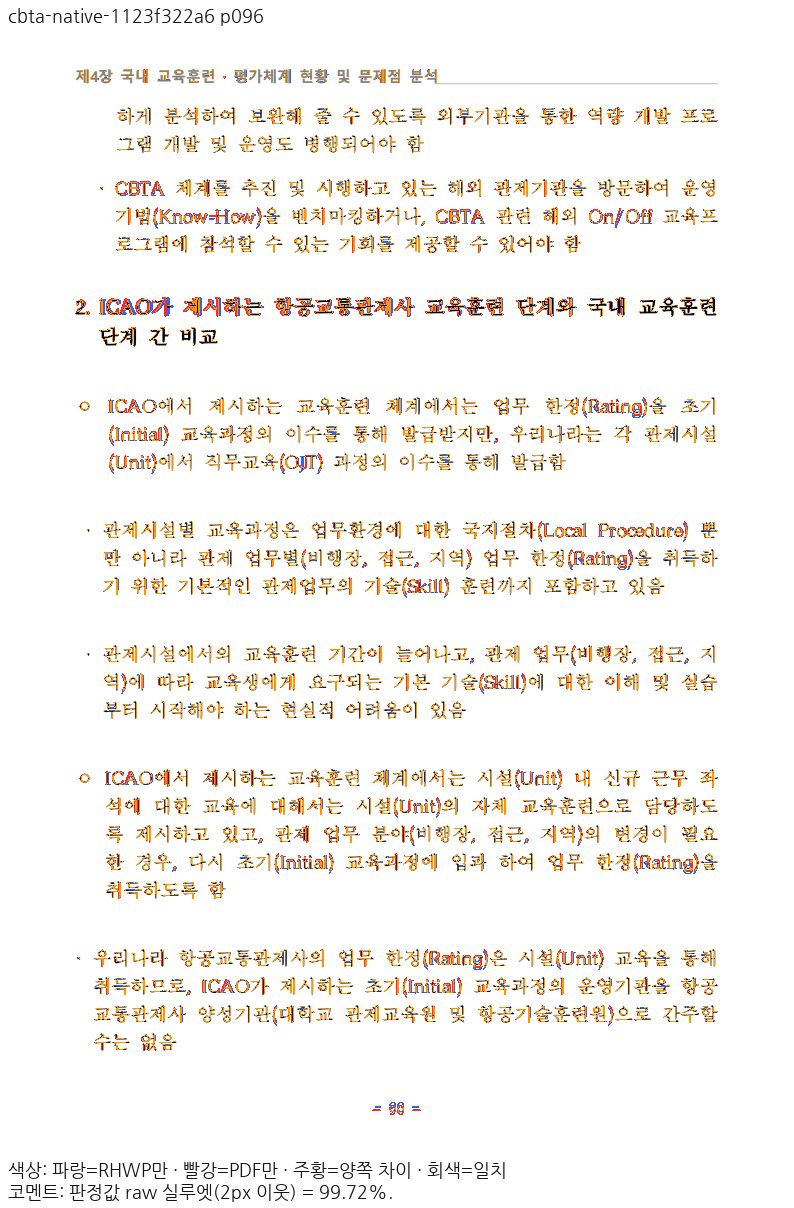 cbta-native-1123f322a6 p096
제4장 국내 교육훈련 · 평가체계 현황 및 문제점 분석
하게 분석하여 보완해 줄 수 있도록 외부기관을 통한 역량 개발 프로
그램 개발 및 운영도 병행되어야 함
· CBTA 체계를 추진 및 시행하고 있는 해외 관제기관을 방문하여 운영
기법(Know-How)을 벤치마킹하거나, CBTA 관련 해외 On/Off 교육프
로그램에 참석할 수 있는 기회를 제공할 수 있어야 함
2. ICAO가 제시하는 항공교통관제사 교육훈련 단계와 국내 교육훈련
단계 간 비교
○ ICAO에서 제시하는 교육훈련 체계에서는 업무 한정(Rating)을 초기
(Initial) 교육과정의 이수를 통해 발급받지만, 우리나라는 각 관제시설
(Unit)에서 직무교육(OJT) 과정의 이수를 통해 발급함
· 관제시설별 교육과정은 업무환경에 대한 국지절차(Local Procedure) 뿐
만 아니라 관제 업무별(비행장, 접근, 지역) 업무 한정(Rating)을 취득하
기 위한 기본적인 관제업무의 기술(Skill) 훈련까지 포함하고 있음
· 관제시설에서의 교육훈련 기간이 늘어나고, 관제 업무(비행장, 접근, 지
역)에 따라 교육생에게 요구되는 기본 기술(Skill)에 대한 이해 및 실습
부터 시작해야 하는 현실적 어려움이 있음
○ ICAO에서 제시하는 교육훈련 체계에서는 시설(Unit) 내 신규 근무 좌
석에 대한 교육에 대해서는 시설(Unit)의 자체 교육훈련으로 담당하도
록 제시하고 있고, 관제 업무 분야(비행장, 접근, 지역)의 변경이 필요
한 경우, 다시 초기(Initial) 교육과정에 입과 하여 업무 한정(Rating)을
취득하도록 함
· 우리나라 항공교통관제사의 업무 한정(Rating)은 시설(Unit) 교육을 통해
취득하므로, ICAO가 제시하는 초기(Initial) 교육과정의 운영기관을 항공
교통관제사 양성기관(대학교 관제교육원 및 항공기술훈련원)으로 간주할
수는 없음
색상: 파랑=RHWP만 · 빨강=PDF만 · 주황=양쪽 차이 · 회색=일치
코멘트: 판정값 raw 실루엣(2px 이웃) = 99.72%.